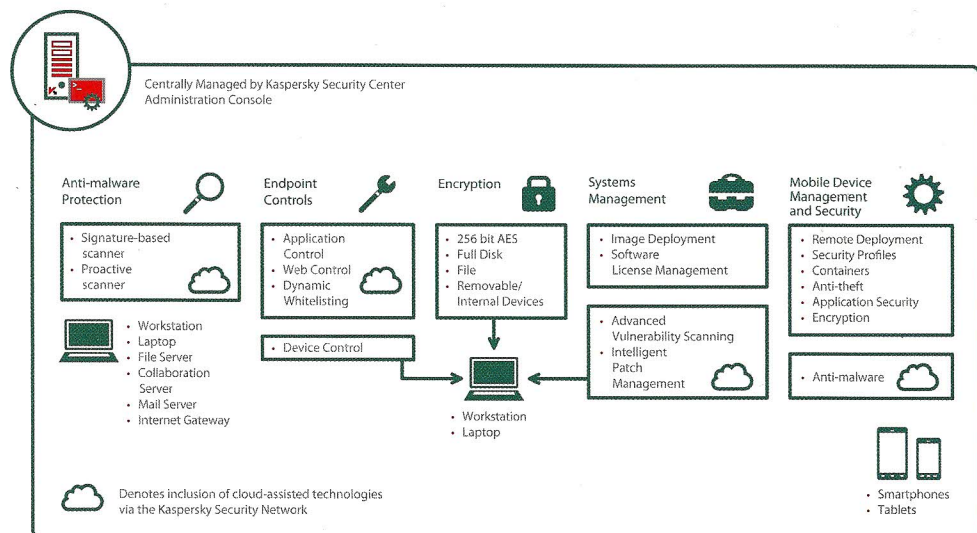 Centrally Managed by Kaspersky Security Center
Administration Console
Anti-malware
Protection
• Signature-based
scanner
• Proactive
scanner
• Workstation
• Laptop
• File Server
• Collaboration
Server
• Mail Server
• Internet Gateway
Endpoint
Controls
• Application
Control
• Web Control
• Dynamic
Whitelisting
• Device Control
Encryption
• 256 bit AES
• Full Disk
• File
• Removable/
Internal Devices
• Workstation
• Laptop
Systems
Management
• Image Deployment
• Software
License Management
• Advanced
Vulnerability Scanning
• Intelligent
Patch
Management
Mobile Device
Management
and Security
• Remote Deployment
• Security Profiles
• Containers
• Anti-theft
• Application Security
• Encryption
• Anti-malware
• Smartphones
• Tablets
Denotes inclusion of cloud-assisted technologies
via the Kaspersky Security Network